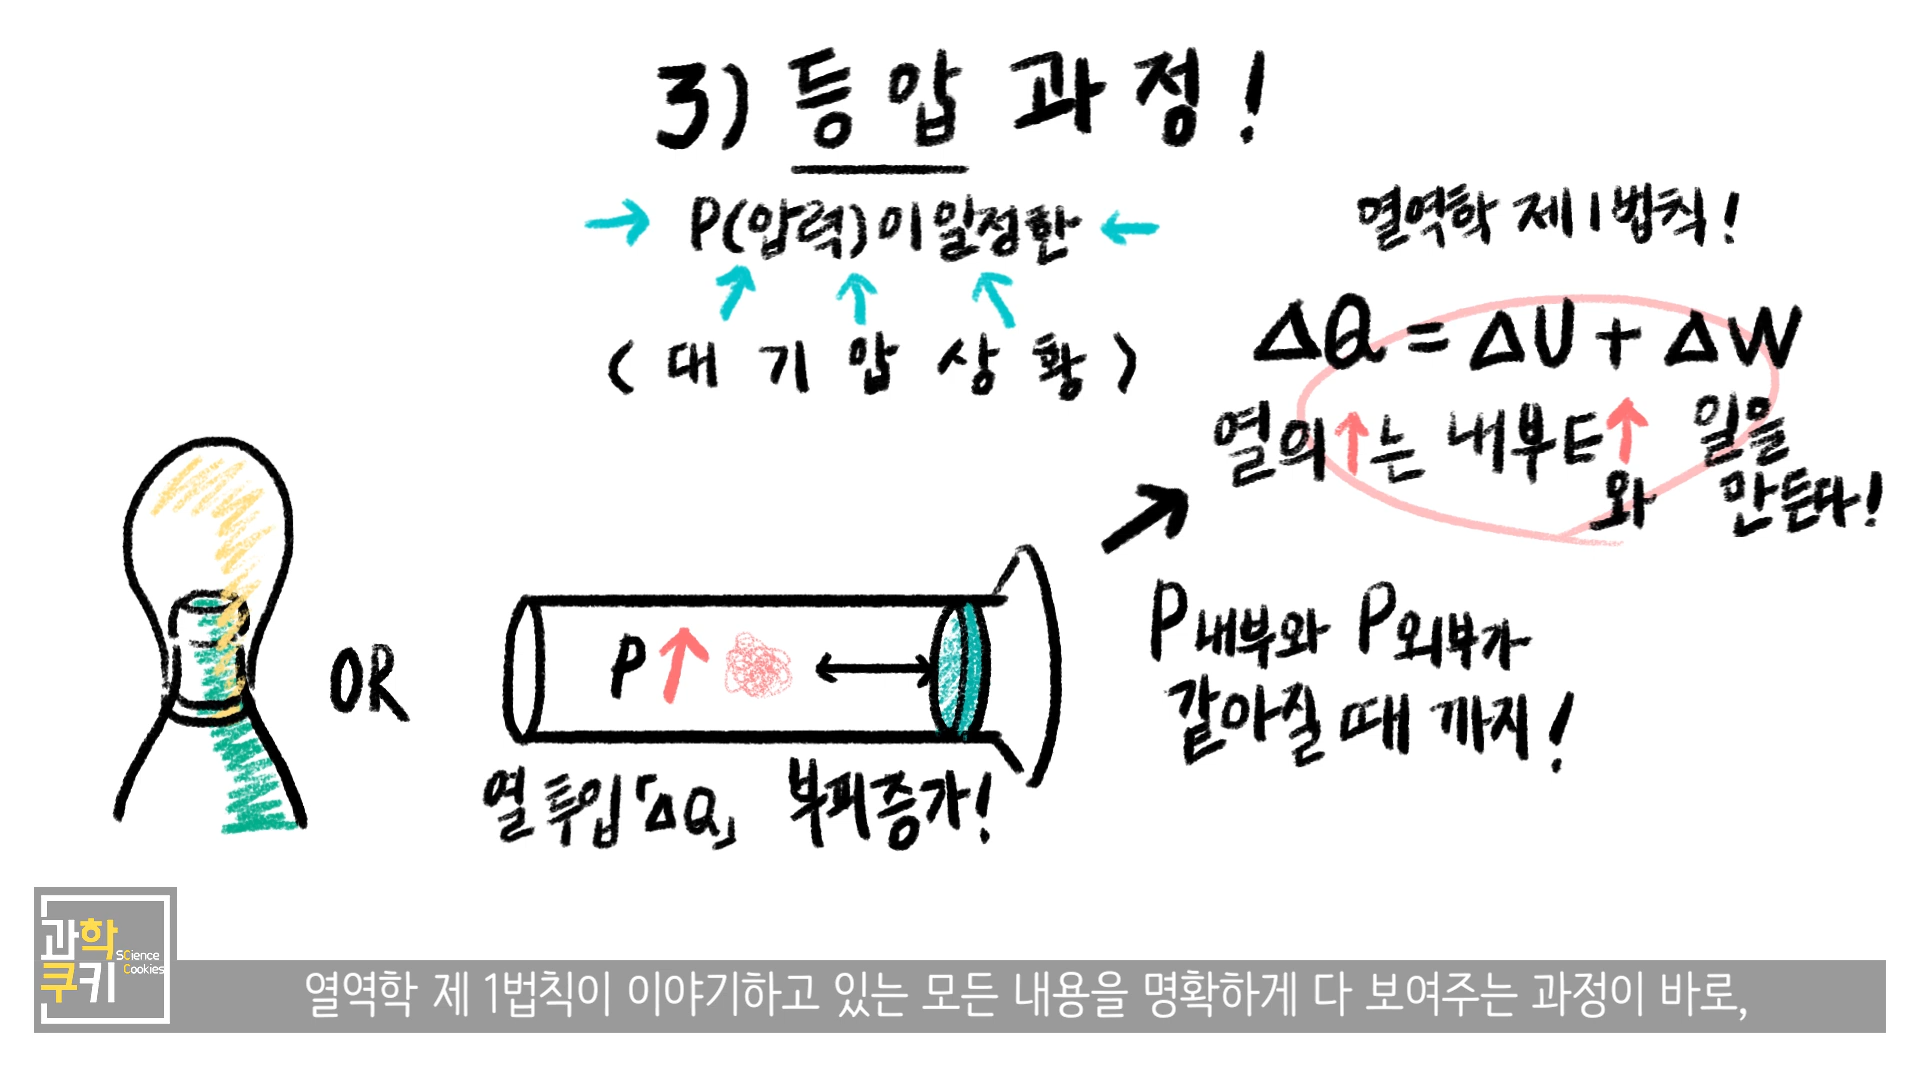 3) 등압 과정!
P(압력)이 일정한
(대기압 상황)
열역학 제1법칙!
ΔQ = ΔU + ΔW
열의↑는 내부E↑와 일을 만든다!
OR
P↑
열 투입「ΔQ」 부피증가!
P내부와 P외부가
같아질 때 까지!
과학쿠키
Science Cookies
열역학 제 1법칙이 이야기하고 있는 모든 내용을 명확하게 다 보여주는 과정이 바로,